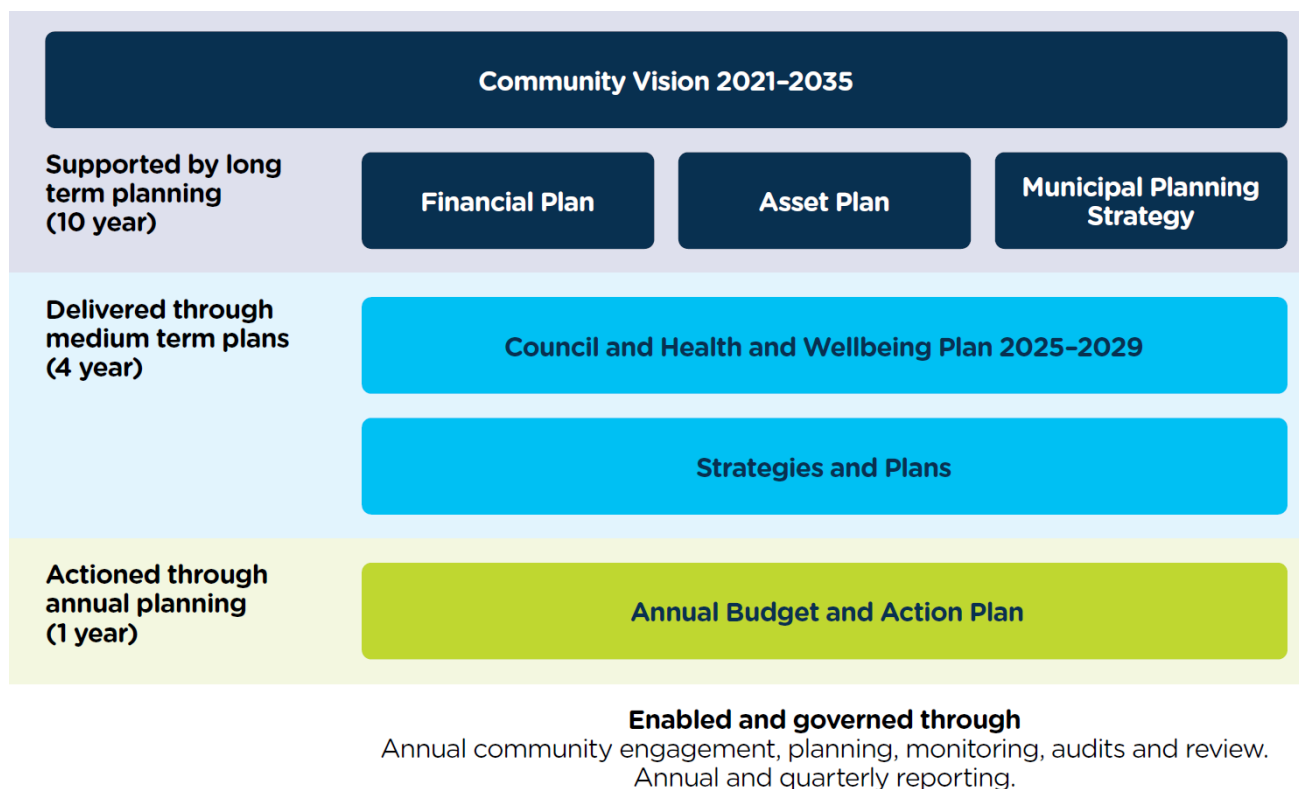 Community Vision 2021–2035
Supported by long
term planning
(10 year)
Financial Plan
Asset Plan
Municipal Planning
Strategy
Delivered through
medium term plans
(4 year)
Council and Health and Wellbeing Plan 2025–2029
Strategies and Plans
Actioned through
annual planning
(1 year)
Annual Budget and Action Plan
Enabled and governed through
Annual community engagement, planning, monitoring, audits and review.
Annual and quarterly reporting.